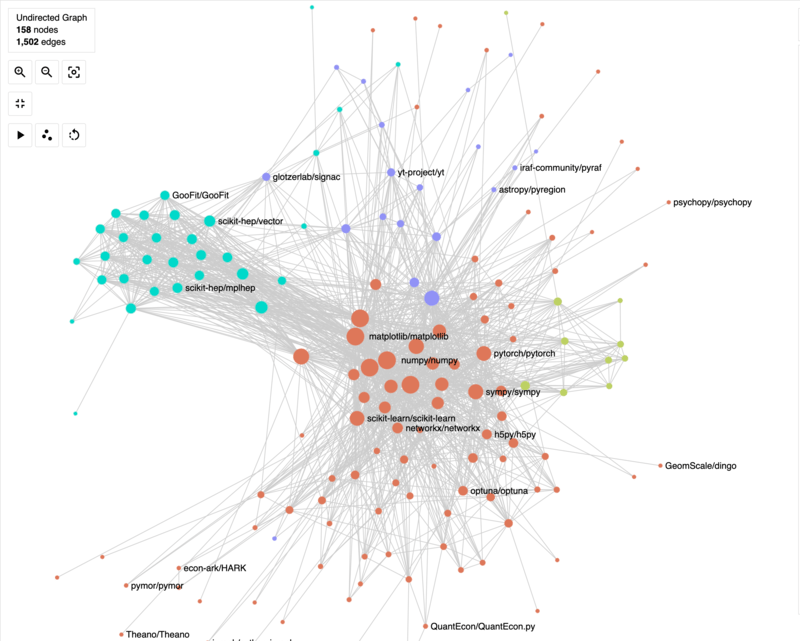 Undirected Graph
158 nodes
1,502 edges
glotzerlab/signac
yt-project/yt
iraf-community/pyraf
astropy/pyregion
GooFit/GooFit
psychopy/psychopy
scikit-hep/vector
scikit-hep/mplhep
matplotlib/matplotlib
pytorch/pytorch
numpy/numpy
sympy/sympy
scikit-learn/scikit-learn
networkx/networkx
h5py/h5py
GeomScale/dingo
optuna/optuna
econ-ark/HARK
pymor/pymor
QuantEcon/QuantEcon.py
Theano/Theano